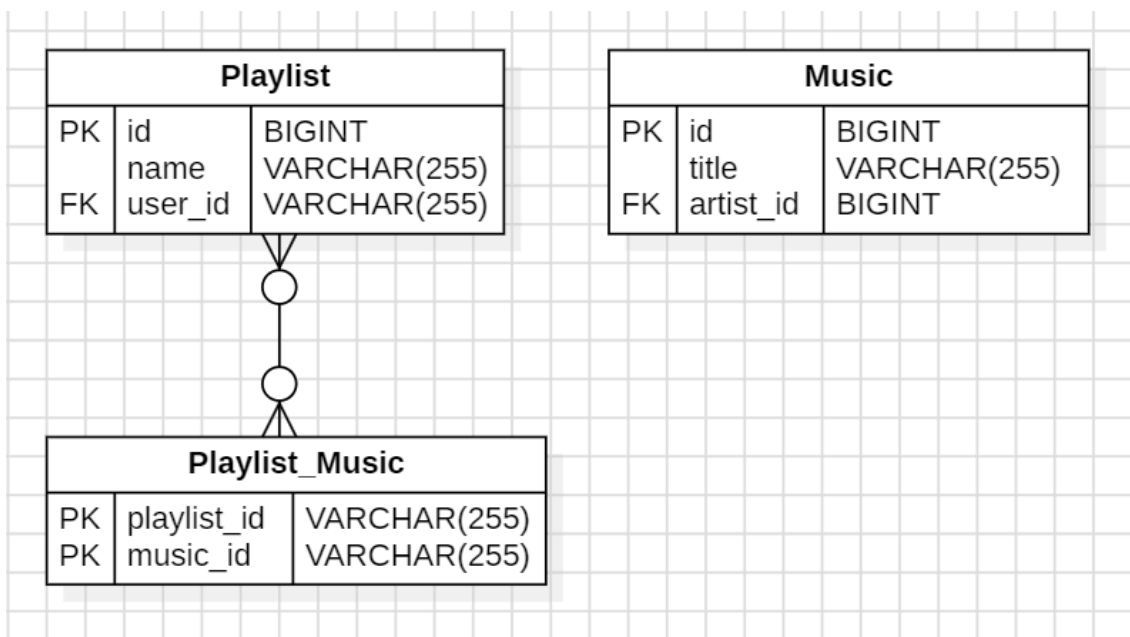 Playlist
PK id BIGINT
name VARCHAR(255)
FK user_id VARCHAR(255)
Music
PK id BIGINT
title VARCHAR(255)
FK artist_id BIGINT
Playlist_Music
PK playlist_id VARCHAR(255)
PK music_id VARCHAR(255)